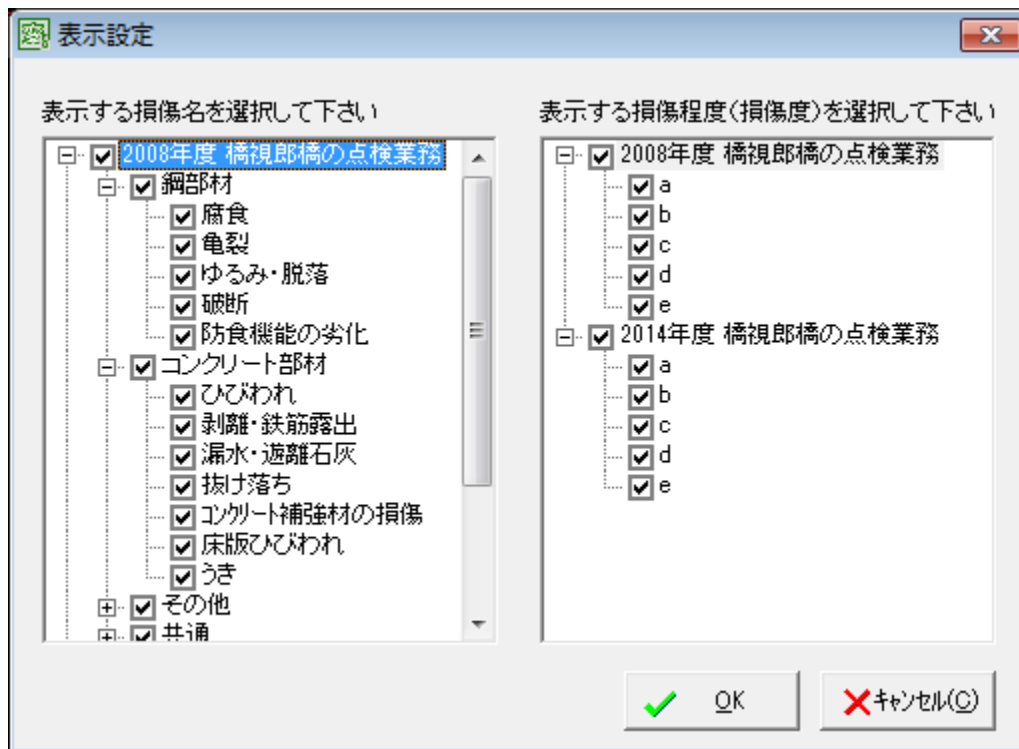 表示設定
表示する損傷名を選択して下さい
2008年度 橋視郎橋の点検業務
鋼部材
腐食
亀裂
ゆるみ・脱落
破断
防食機能の劣化
コンクリート部材
ひびわれ
剥離・鉄筋露出
漏水・遊離石灰
抜け落ち
ｺﾝｸﾘｰﾄ補強材の損傷
床版ひびわれ
うき
その他
共通
表示する損傷程度(損傷度)を選択して下さい
2008年度 橋視郎橋の点検業務
a
b
c
d
e
2014年度 橋視郎橋の点検業務
a
b
c
d
e
OK
ｷｬﾝｾﾙ(C)